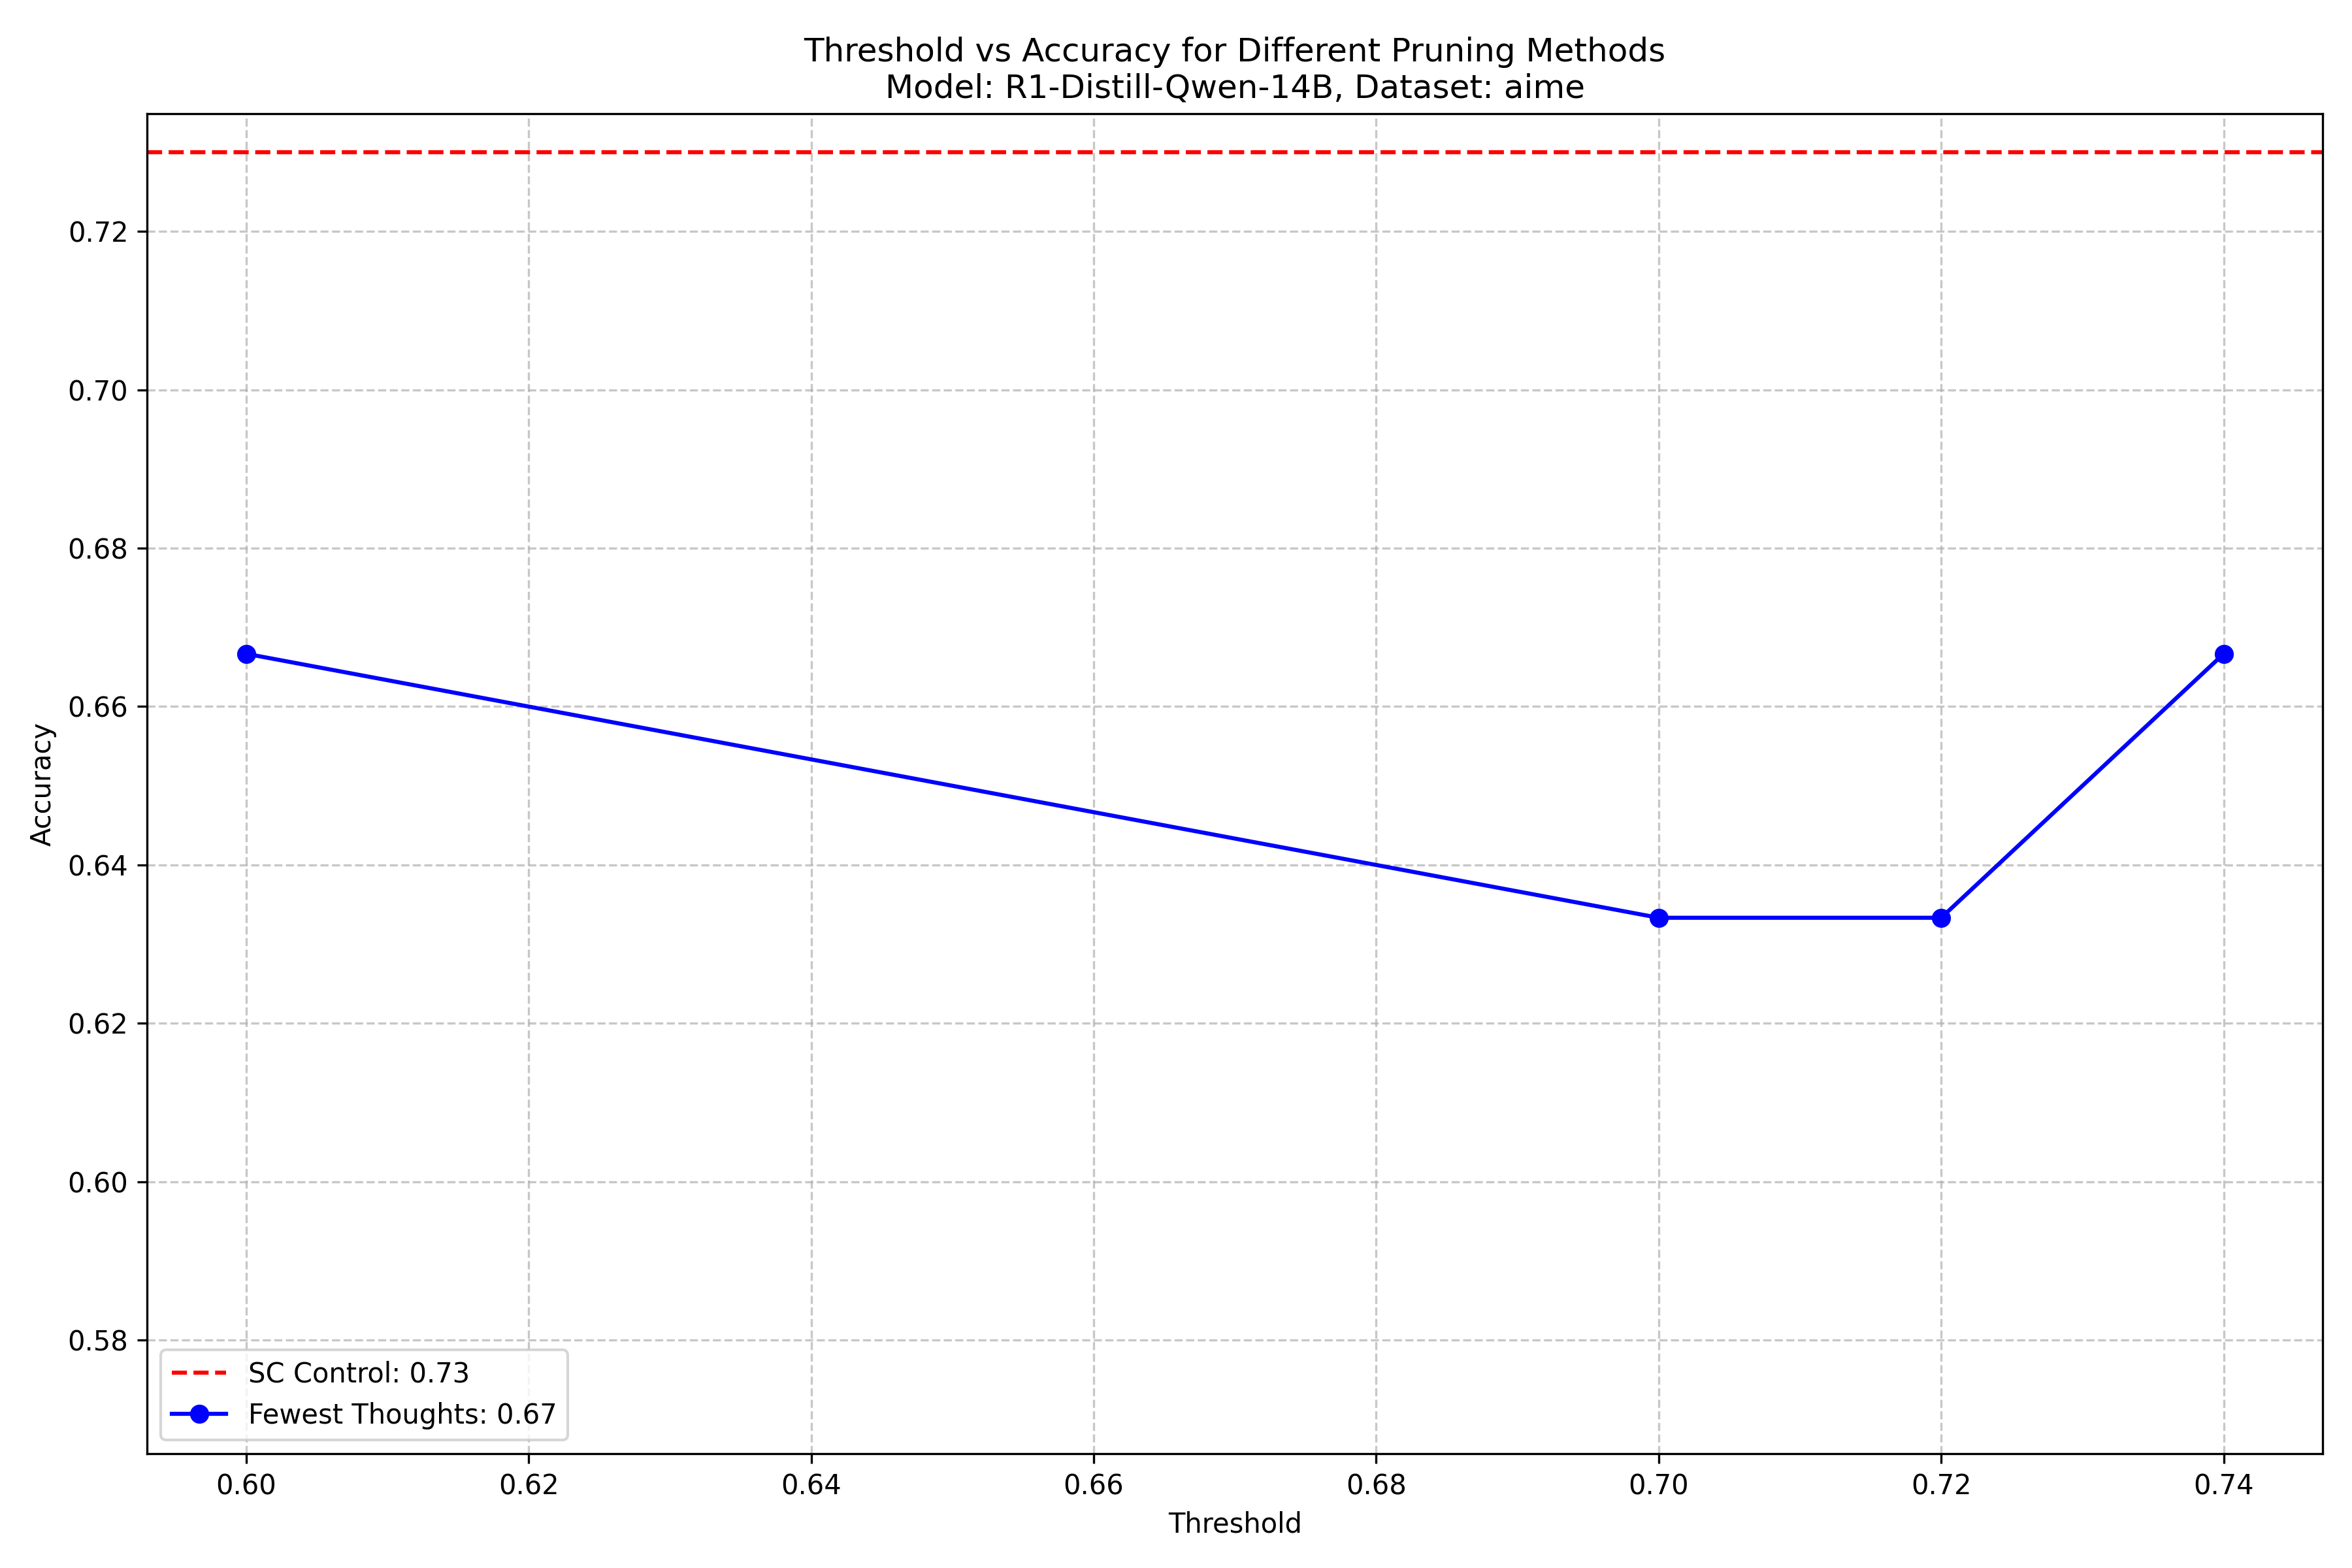 Threshold vs Accuracy for Different Pruning Methods
Model: R1-Distill-Qwen-14B, Dataset: aime
Accuracy
0.72
0.70
0.68
0.66
0.64
0.62
0.60
0.58
SC Control: 0.73
Fewest Thoughts: 0.67
0.60 0.62 0.64 0.66 0.68 0.70 0.72 0.74
Threshold